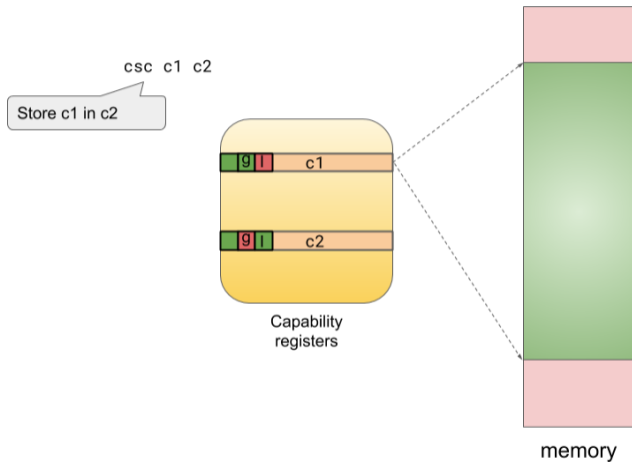 csc c1 c2
Store c1 in c2
g l c1
g l c2
Capability
registers
memory